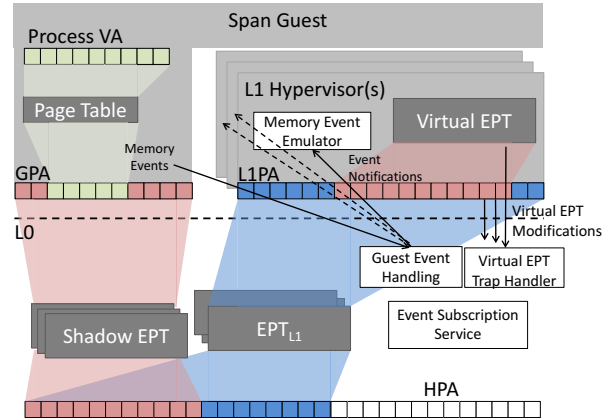 Span Guest
Process VA
Page Table
L1 Hypervisor(s)
Memory Event
Emulator
Virtual EPT
Memory
Events
Event
Notifications
GPA
L1PA
L0
Virtual EPT
Modifications
Guest Event
Handling
Virtual EPT
Trap Handler
Event Subscription
Service
Shadow EPT
EPT_L1
HPA